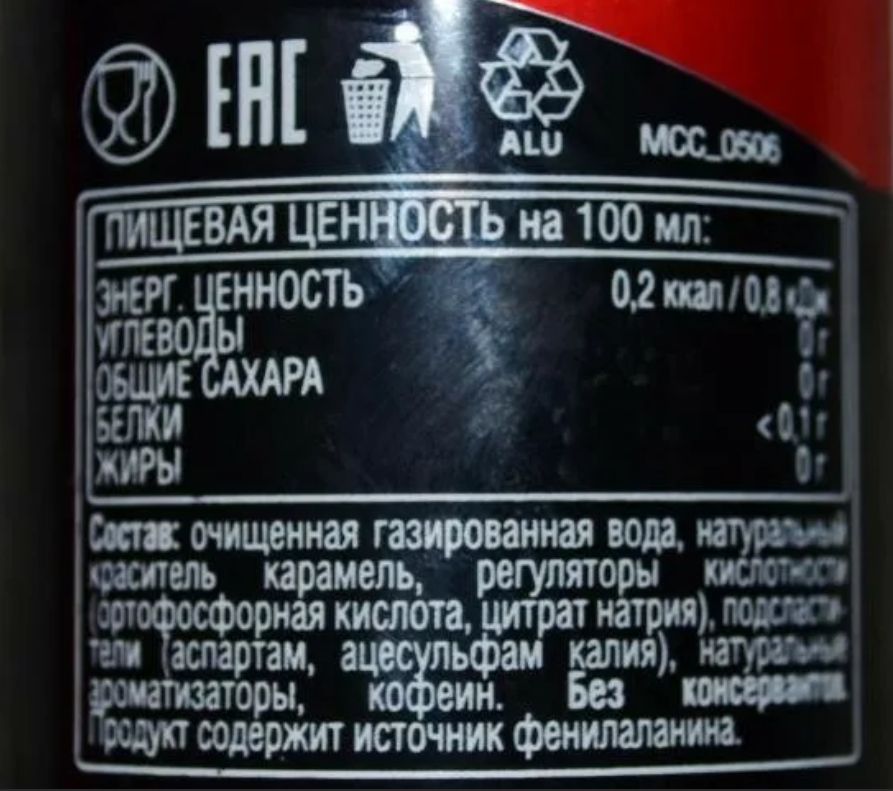 EAC
ALU
MCC_0506
ПИЩЕВАЯ ЦЕННОСТЬ на 100 мл:
ЭНЕРГ. ЦЕННОСТЬ 0,2 ккал / 0,8 кДж
УГЛЕВОДЫ 0 г
ОБЩИЕ САХАРА 0 г
БЕЛКИ <0,1 г
ЖИРЫ 0 г
Состав: очищенная газированная вода, натуральный
краситель карамель, регуляторы кислотности
(ортофосфорная кислота, цитрат натрия), подсласти-
тели (аспартам, ацесульфам калия), натуральные
ароматизаторы, кофеин. Без консервантов.
Продукт содержит источник фенилаланина.